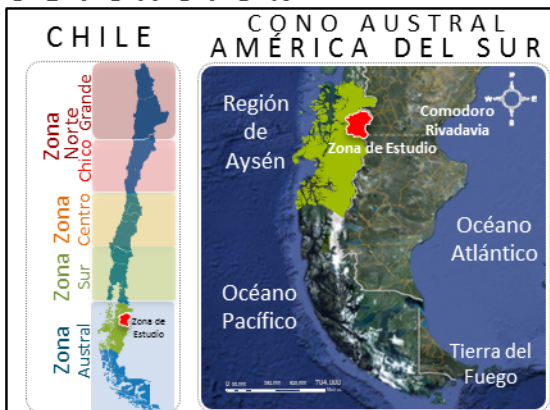 CHILE
Zona
Norte
Grande
Chico
Zona
Centro
Zona
Sur
Zona
Austral
Zona de
Estudio
CONO AUSTRAL
AMÉRICA DEL SUR
Región
de
Aysén
Comodoro
Rivadavia
Zona de Estudio
Océano
Atlántico
Océano
Pacífico
Tierra del
Fuego